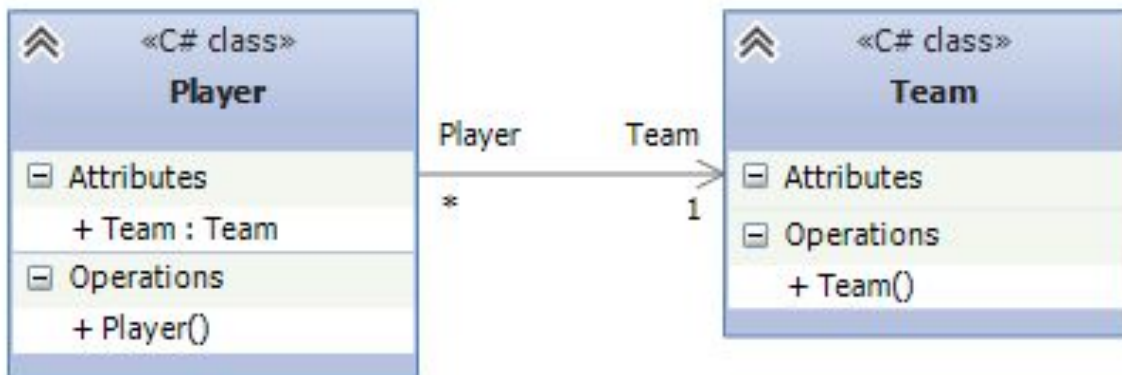 «C# class»
Player
Attributes
+ Team : Team
Operations
+ Player()
Player
Team
*
1
«C# class»
Team
Attributes
Operations
+ Team()